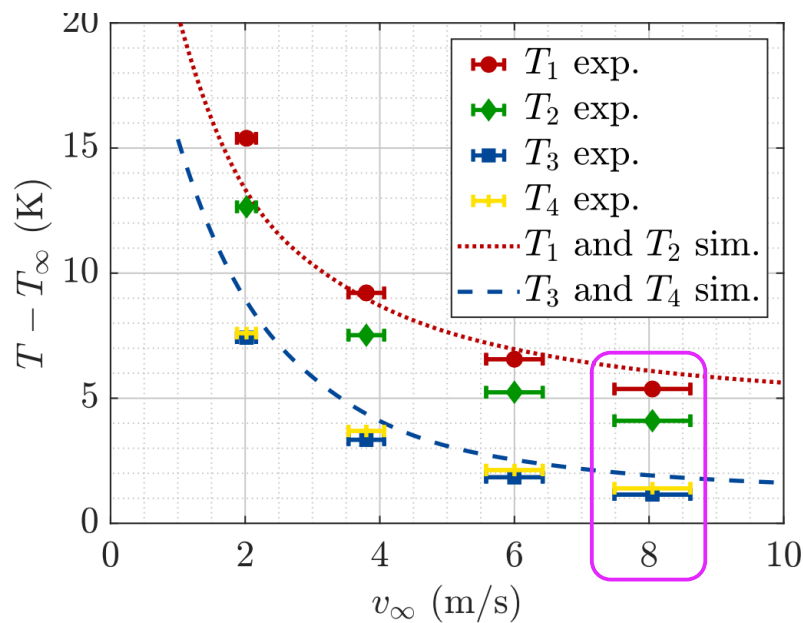 20
15
10
5
0
T − T∞ (K)
T₁ exp.
T₂ exp.
T₃ exp.
T₄ exp.
T₁ and T₂ sim.
T₃ and T₄ sim.
0 2 4 6 8 10
v∞ (m/s)